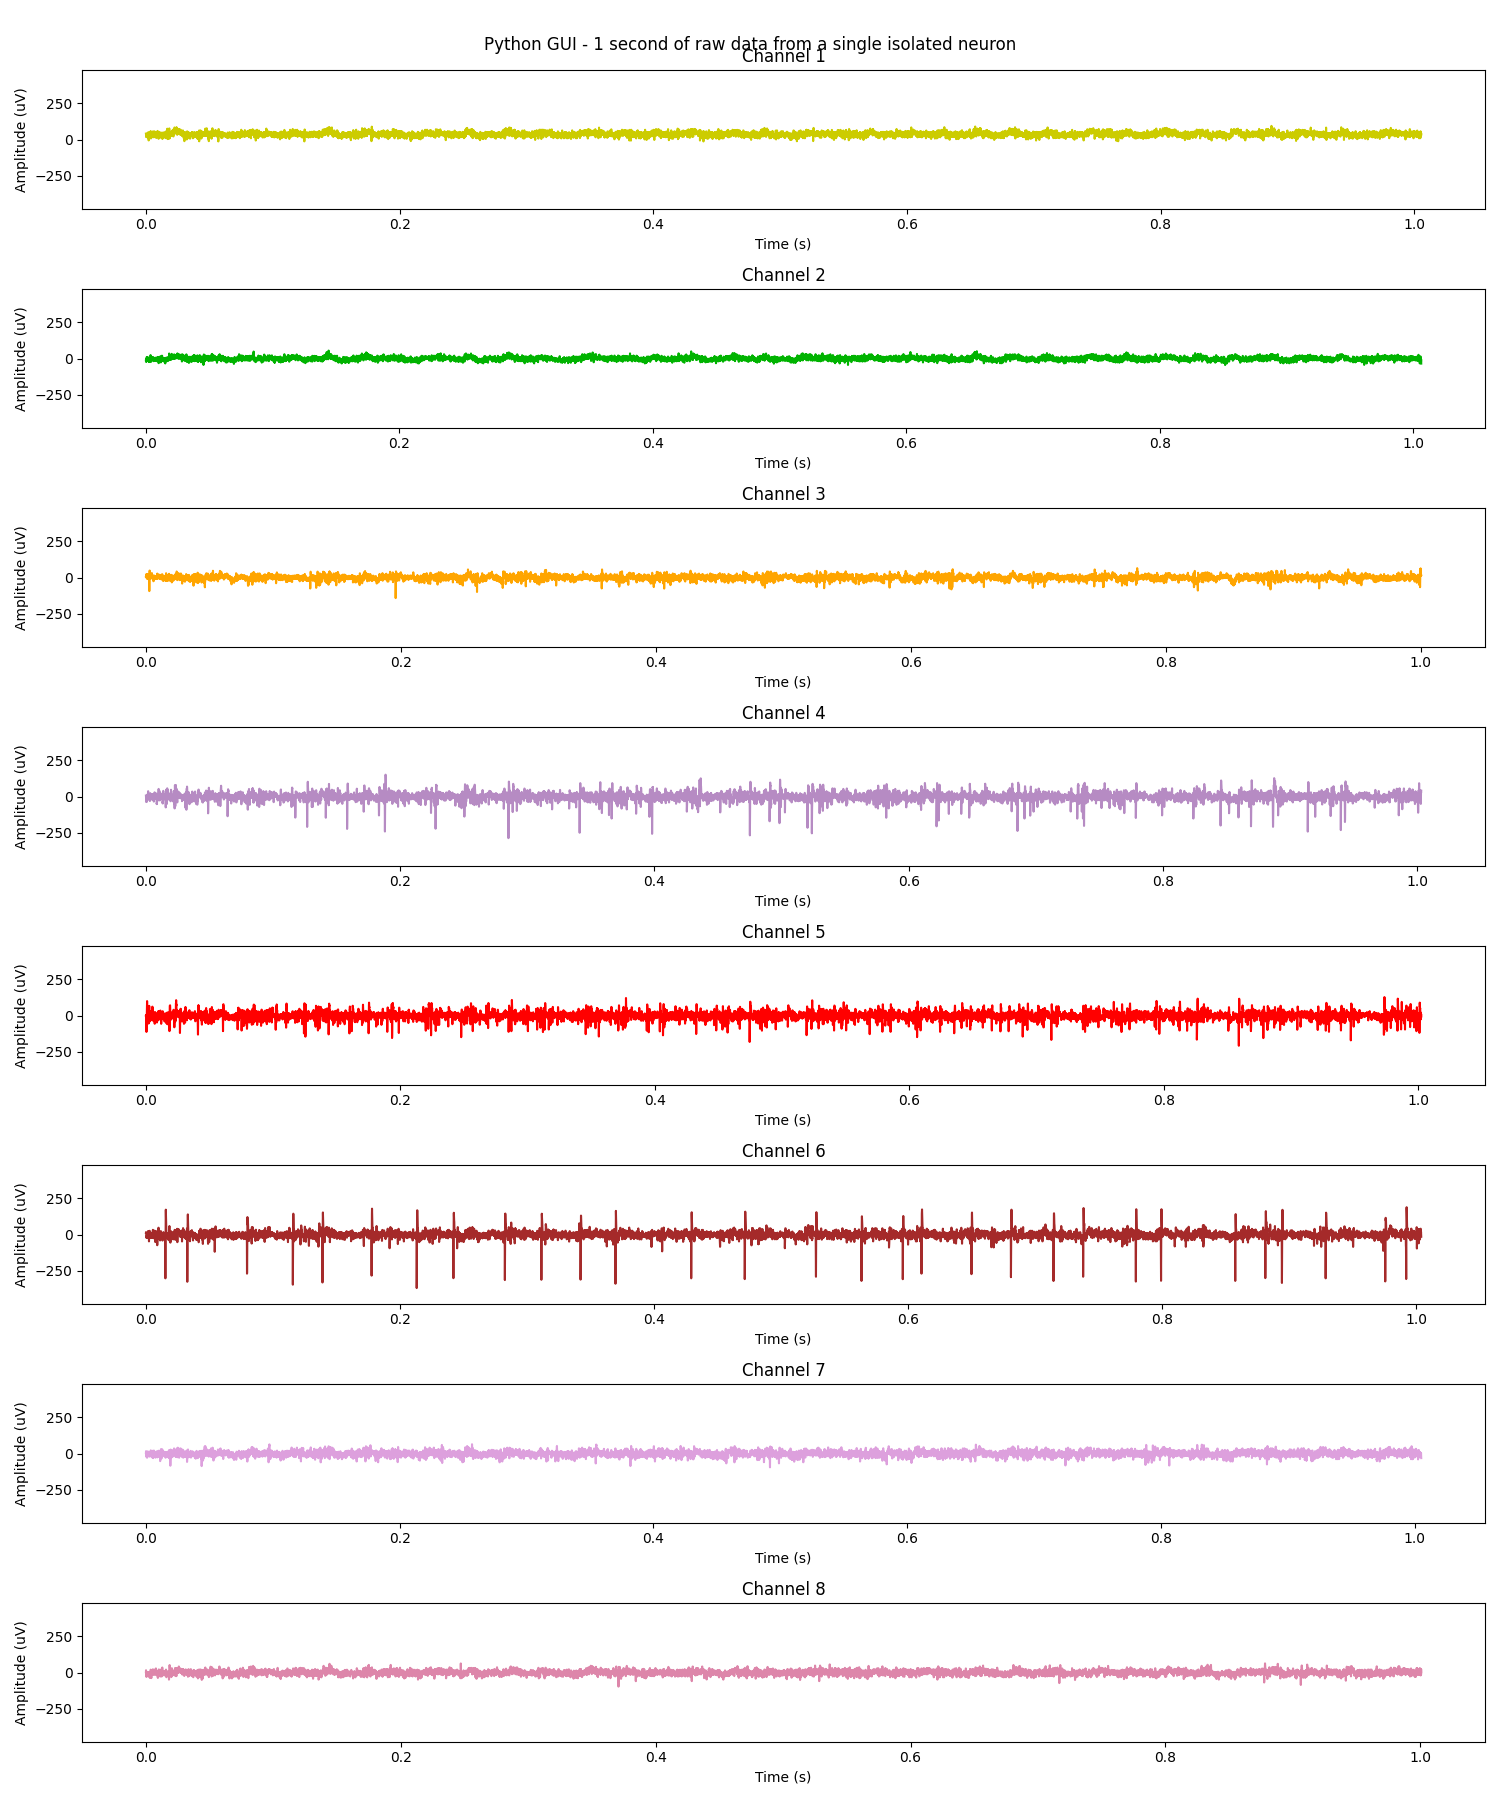 Python GUI - 1 second of raw data from a single isolated neuron
Channel 1
Amplitude (uV)
250
0
−250
0.0 0.2 0.4 0.6 0.8 1.0
Time (s)
Channel 2
Amplitude (uV)
250
0
−250
0.0 0.2 0.4 0.6 0.8 1.0
Time (s)
Channel 3
Amplitude (uV)
250
0
−250
0.0 0.2 0.4 0.6 0.8 1.0
Time (s)
Channel 4
Amplitude (uV)
250
0
−250
0.0 0.2 0.4 0.6 0.8 1.0
Time (s)
Channel 5
Amplitude (uV)
250
0
−250
0.0 0.2 0.4 0.6 0.8 1.0
Time (s)
Channel 6
Amplitude (uV)
250
0
−250
0.0 0.2 0.4 0.6 0.8 1.0
Time (s)
Channel 7
Amplitude (uV)
250
0
−250
0.0 0.2 0.4 0.6 0.8 1.0
Time (s)
Channel 8
Amplitude (uV)
250
0
−250
0.0 0.2 0.4 0.6 0.8 1.0
Time (s)